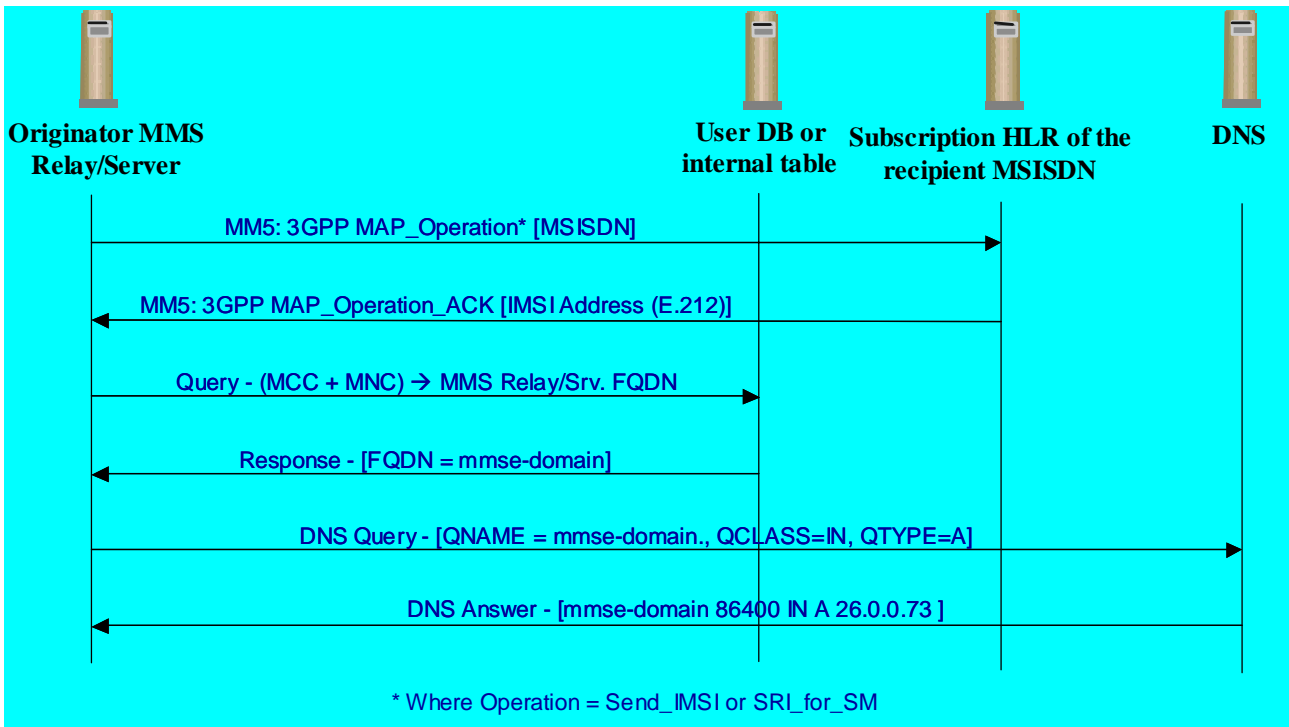 Originator MMS
Relay/Server
User DB or
internal table
Subscription HLR of the
recipient MSISDN
DNS
MM5: 3GPP MAP_Operation* [MSISDN]
MM5: 3GPP MAP_Operation_ACK [IMSI Address (E.212)]
Query - (MCC + MNC) → MMS Relay/Srv. FQDN
Response - [FQDN = mmse-domain]
DNS Query - [QNAME = mmse-domain., QCLASS=IN, QTYPE=A]
DNS Answer - [mmse-domain 86400 IN A 26.0.0.73 ]
* Where Operation = Send_IMSI or SRI_for_SM